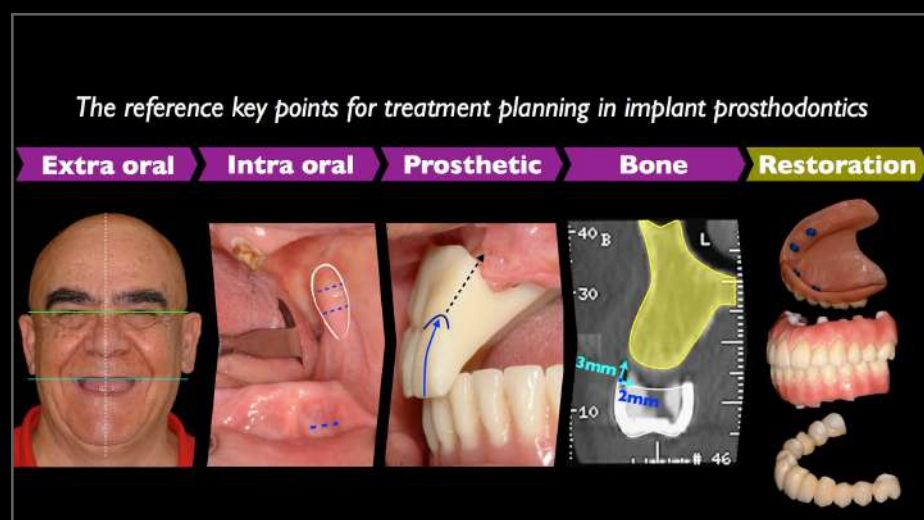 The reference key points for treatment planning in implant prosthodontics
Extra oral Intra oral Prosthetic Bone Restoration
40 B L
30
3mm
2mm
10
# 46